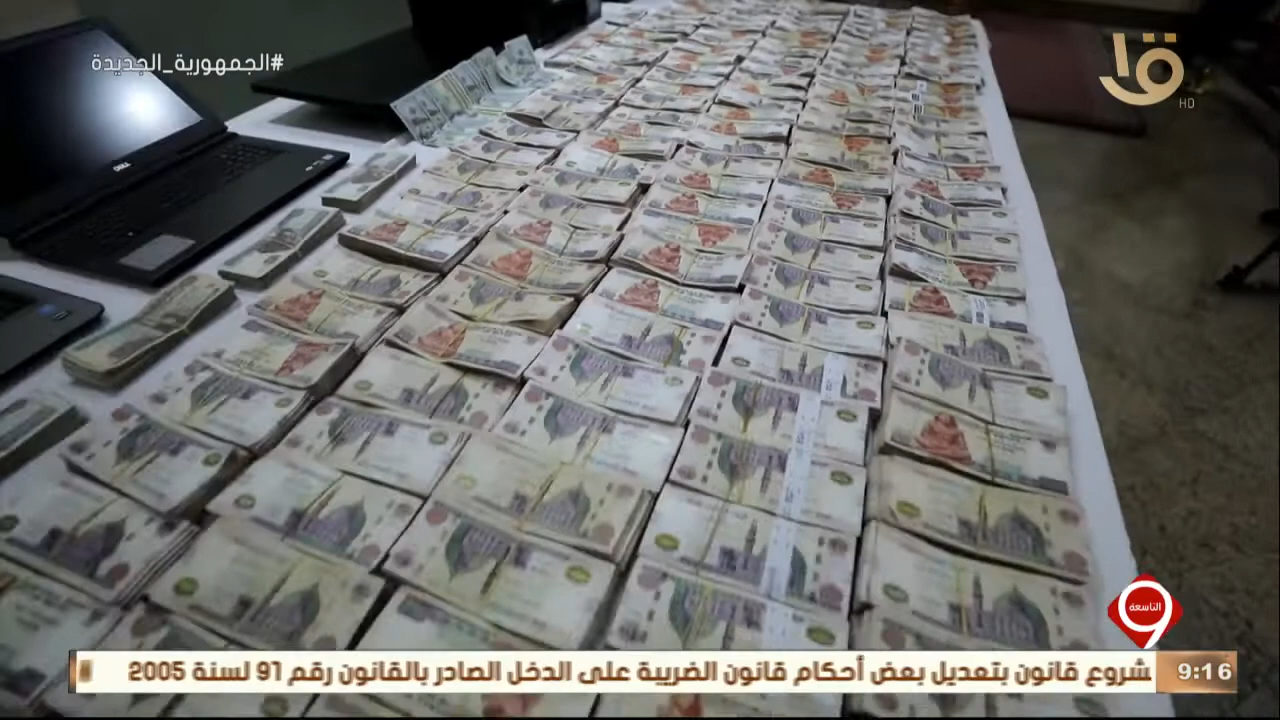 #الجمهورية_الجديدة
HD
DELL
التاسعة
9
شروع قانون بتعديل بعض أحكام قانون الضريبة على الدخل الصادر بالقانون رقم 91 لسنة 2005
9:16